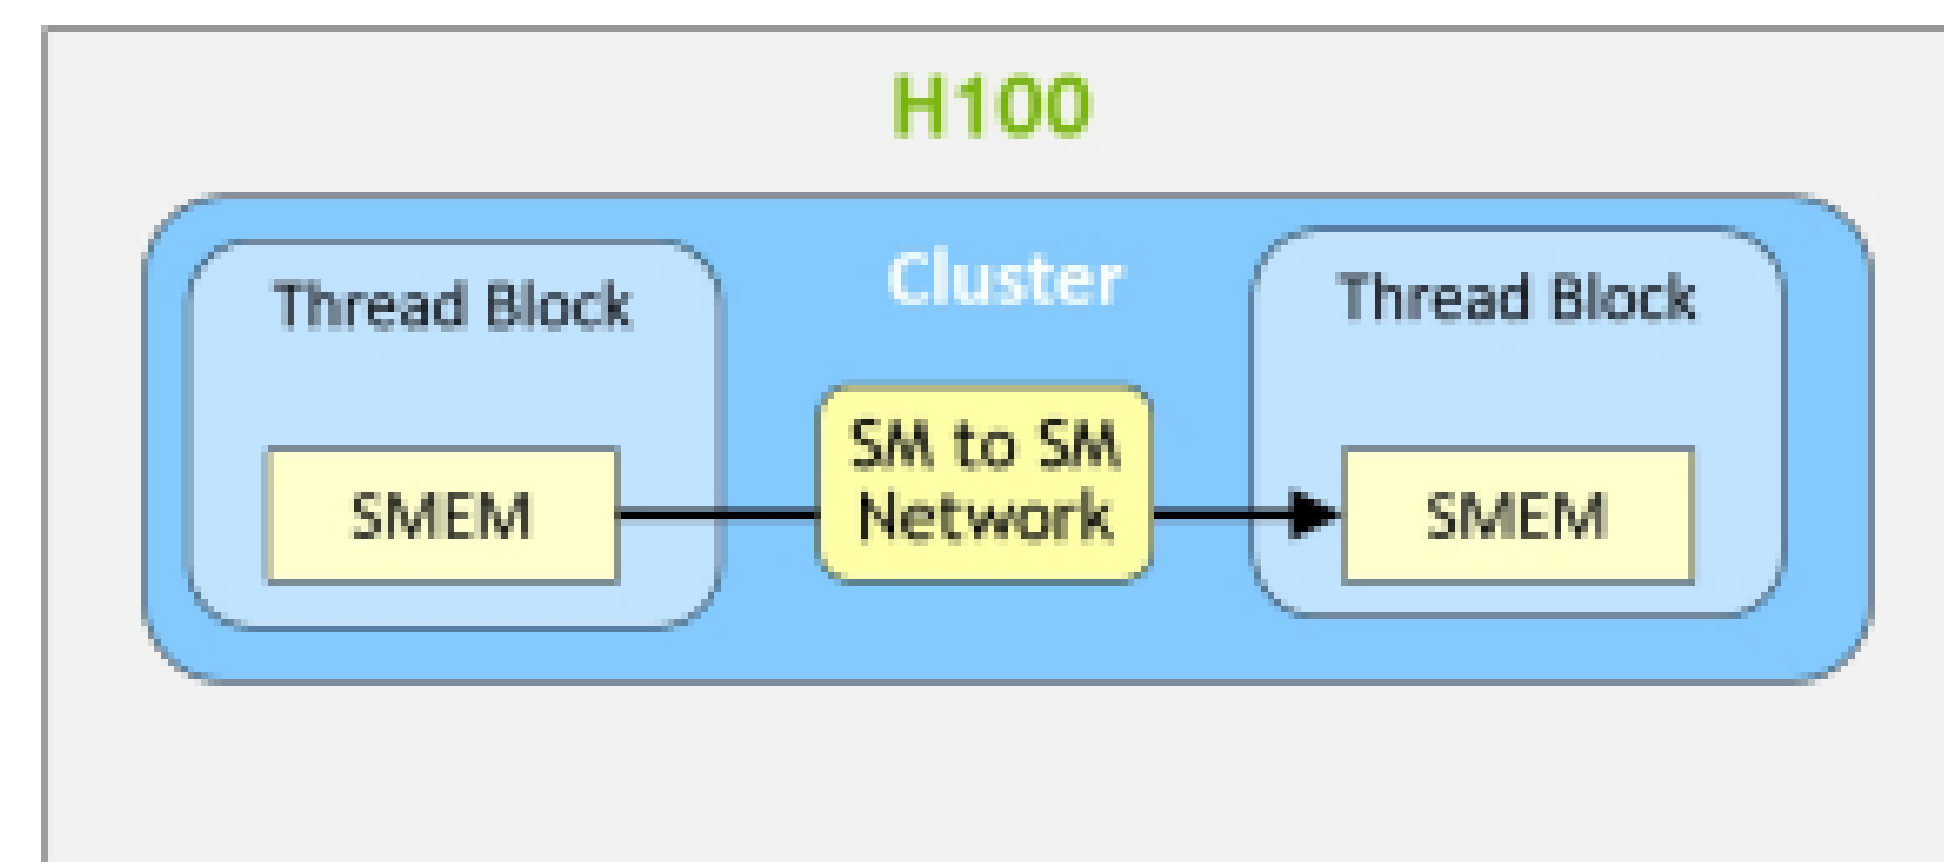 H100
Cluster
Thread Block
Thread Block
SM to SM
Network
SMEM
SMEM